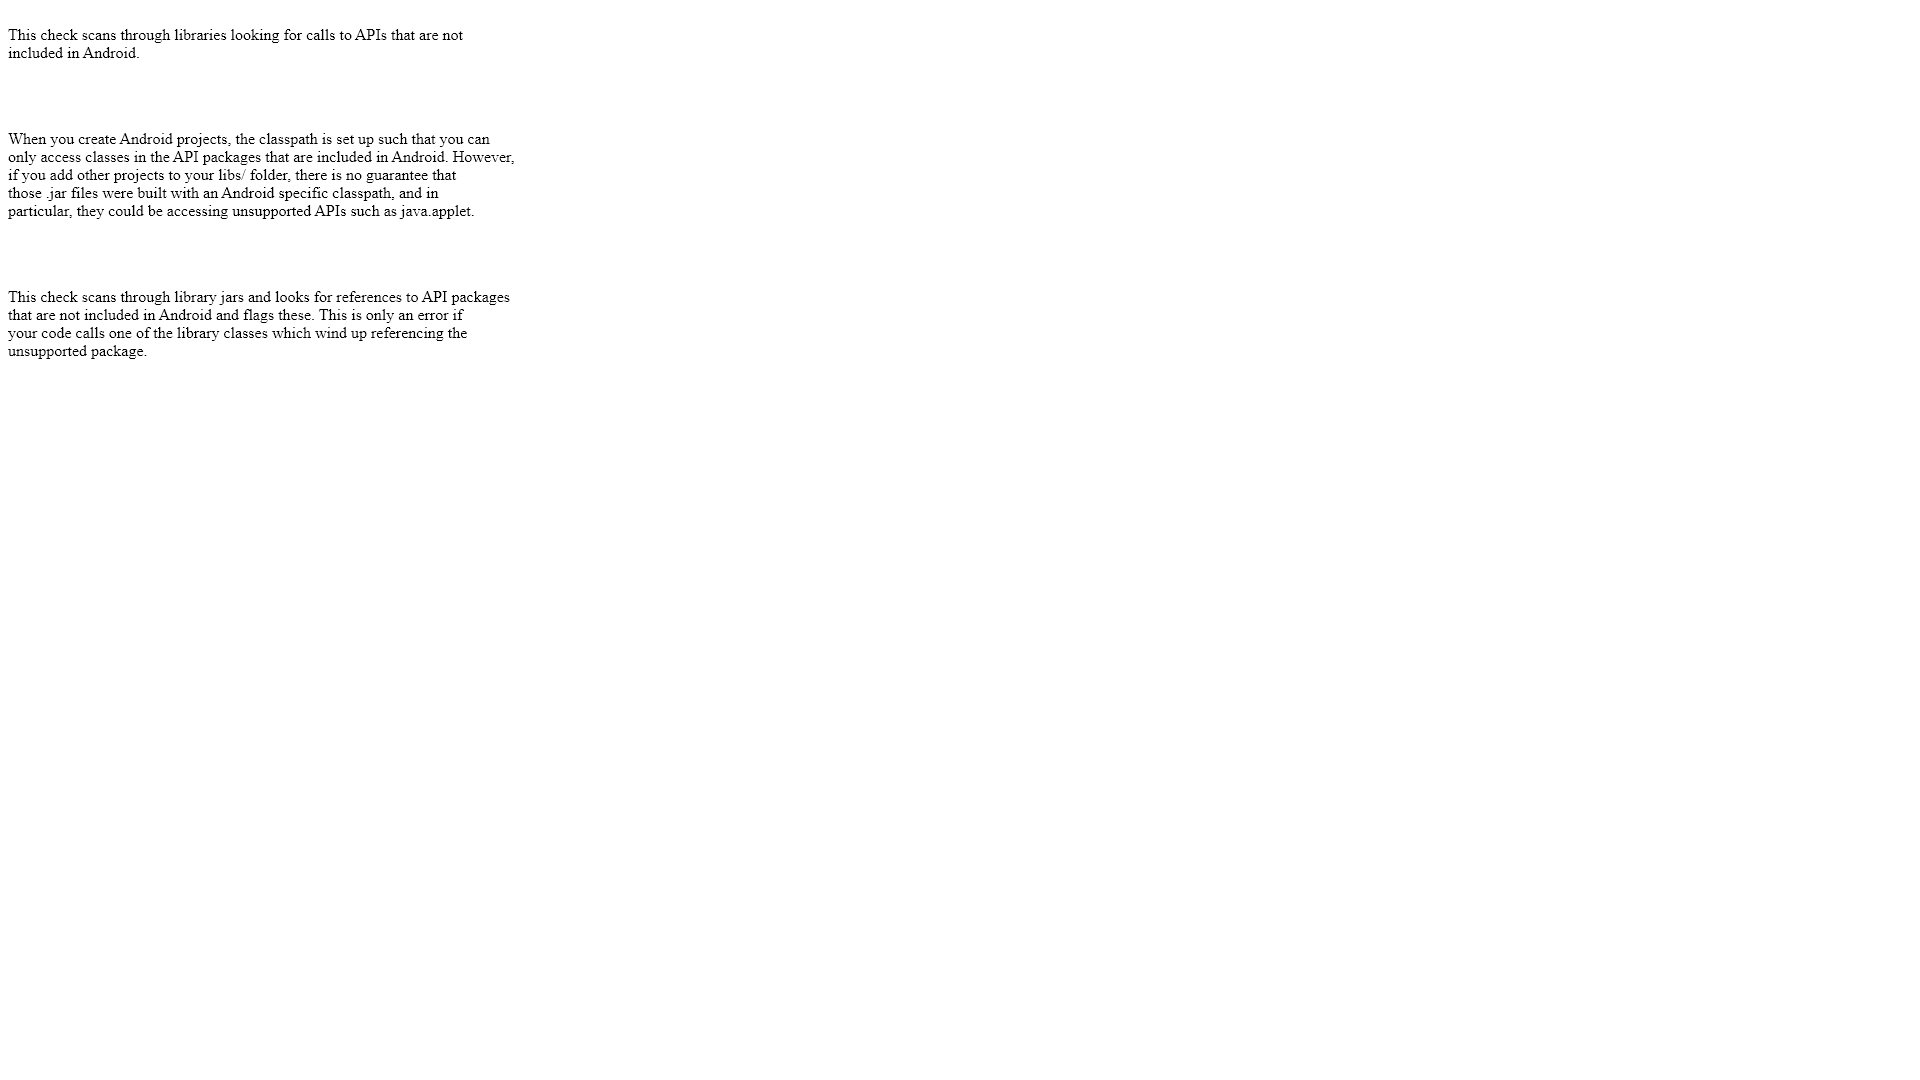 This check scans through libraries looking for calls to APIs that are not
included in Android.
When you create Android projects, the classpath is set up such that you can
only access classes in the API packages that are included in Android. However,
if you add other projects to your libs/ folder, there is no guarantee that
those .jar files were built with an Android specific classpath, and in
particular, they could be accessing unsupported APIs such as java.applet.
This check scans through library jars and looks for references to API packages
that are not included in Android and flags these. This is only an error if
your code calls one of the library classes which wind up referencing the
unsupported package.